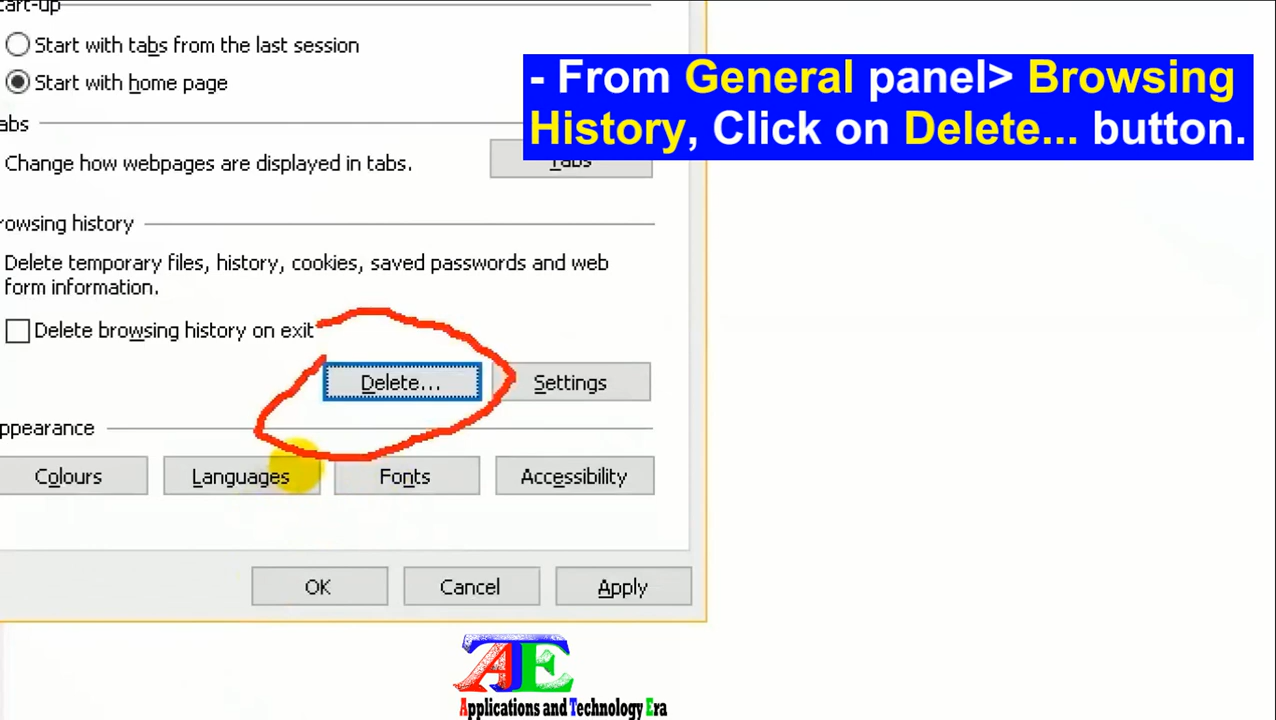 art-up
Start with tabs from the last session
Start with home page
- From General panel> Browsing
History, Click on Delete... button.
abs
Change how webpages are displayed in tabs.
Tabs
rowsing history
Delete temporary files, history, cookies, saved passwords and web
form information.
Delete browsing history on exit
Delete...
Settings
ppearance
Colours
Languages
Fonts
Accessibility
OK
Cancel
Apply
ATE
Applications and Technology Era